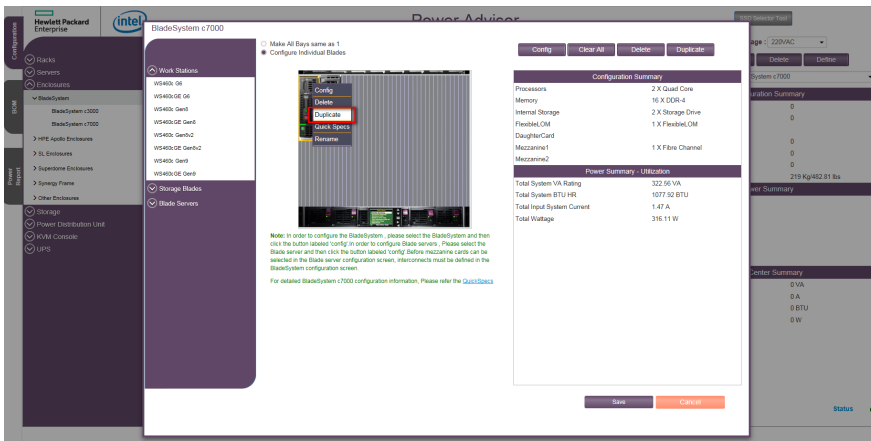 Hewlett Packard
Enterprise
intel
Power Advisor
SSD Selector Tool
Configuration
BOM
Power
Report
Racks
Servers
Enclosures
BladeSystem
BladeSystem c3000
BladeSystem c7000
HPE Apollo Enclosures
SL Enclosures
Superdome Enclosures
Synergy Frame
Other Enclosures
Storage
Power Distribution Unit
KVM Console
UPS
BladeSystem c7000
Work Stations
WS460c G6
WS460cGE G6
WS460c Gen8
WS460cGE Gen8
WS460c Gen8v2
WS460cGE Gen8v2
WS460c Gen9
WS460cGE Gen9
Storage Blades
Blade Servers
Make All Bays same as 1
Configure Individual Blades
Config
Delete
Duplicate
Quick Specs
Rename
Note: In order to configure the BladeSystem , please select the BladeSystem and then
click the button labeled 'config'.In order to configure Blade servers , Please select the
Blade server and then click the button labeled 'config'.Before mezzanine cards can be
selected in the Blade server configuration screen, interconnects must be defined in the
BladeSystem configuration screen
For detailed BladeSystem c7000 configuration information, Please refer the QuickSpecs
Config Clear All Delete Duplicate
Configuration Summary
Processors 2 X Quad Core
Memory 16 X DDR-4
Internal Storage 2 X Storage Drive
FlexibleLOM 1 X FlexibleLOM
DaughterCard
Mezzanine1 1 X Fibre Channel
Mezzanine2
Power Summary - Utilization
Total System VA Rating 322.56 VA
Total System BTU HR 1077.92 BTU
Total Input System Current 1.47 A
Total Wattage 316.11 W
Save Cancel
age : 220VAC
Delete Define
System c7000
uration Summary
0
0
0
0
0
219 Kg/482.81 lbs
wer Summary
Center Summary
0 VA
0 A
0 BTU
0 W
Status